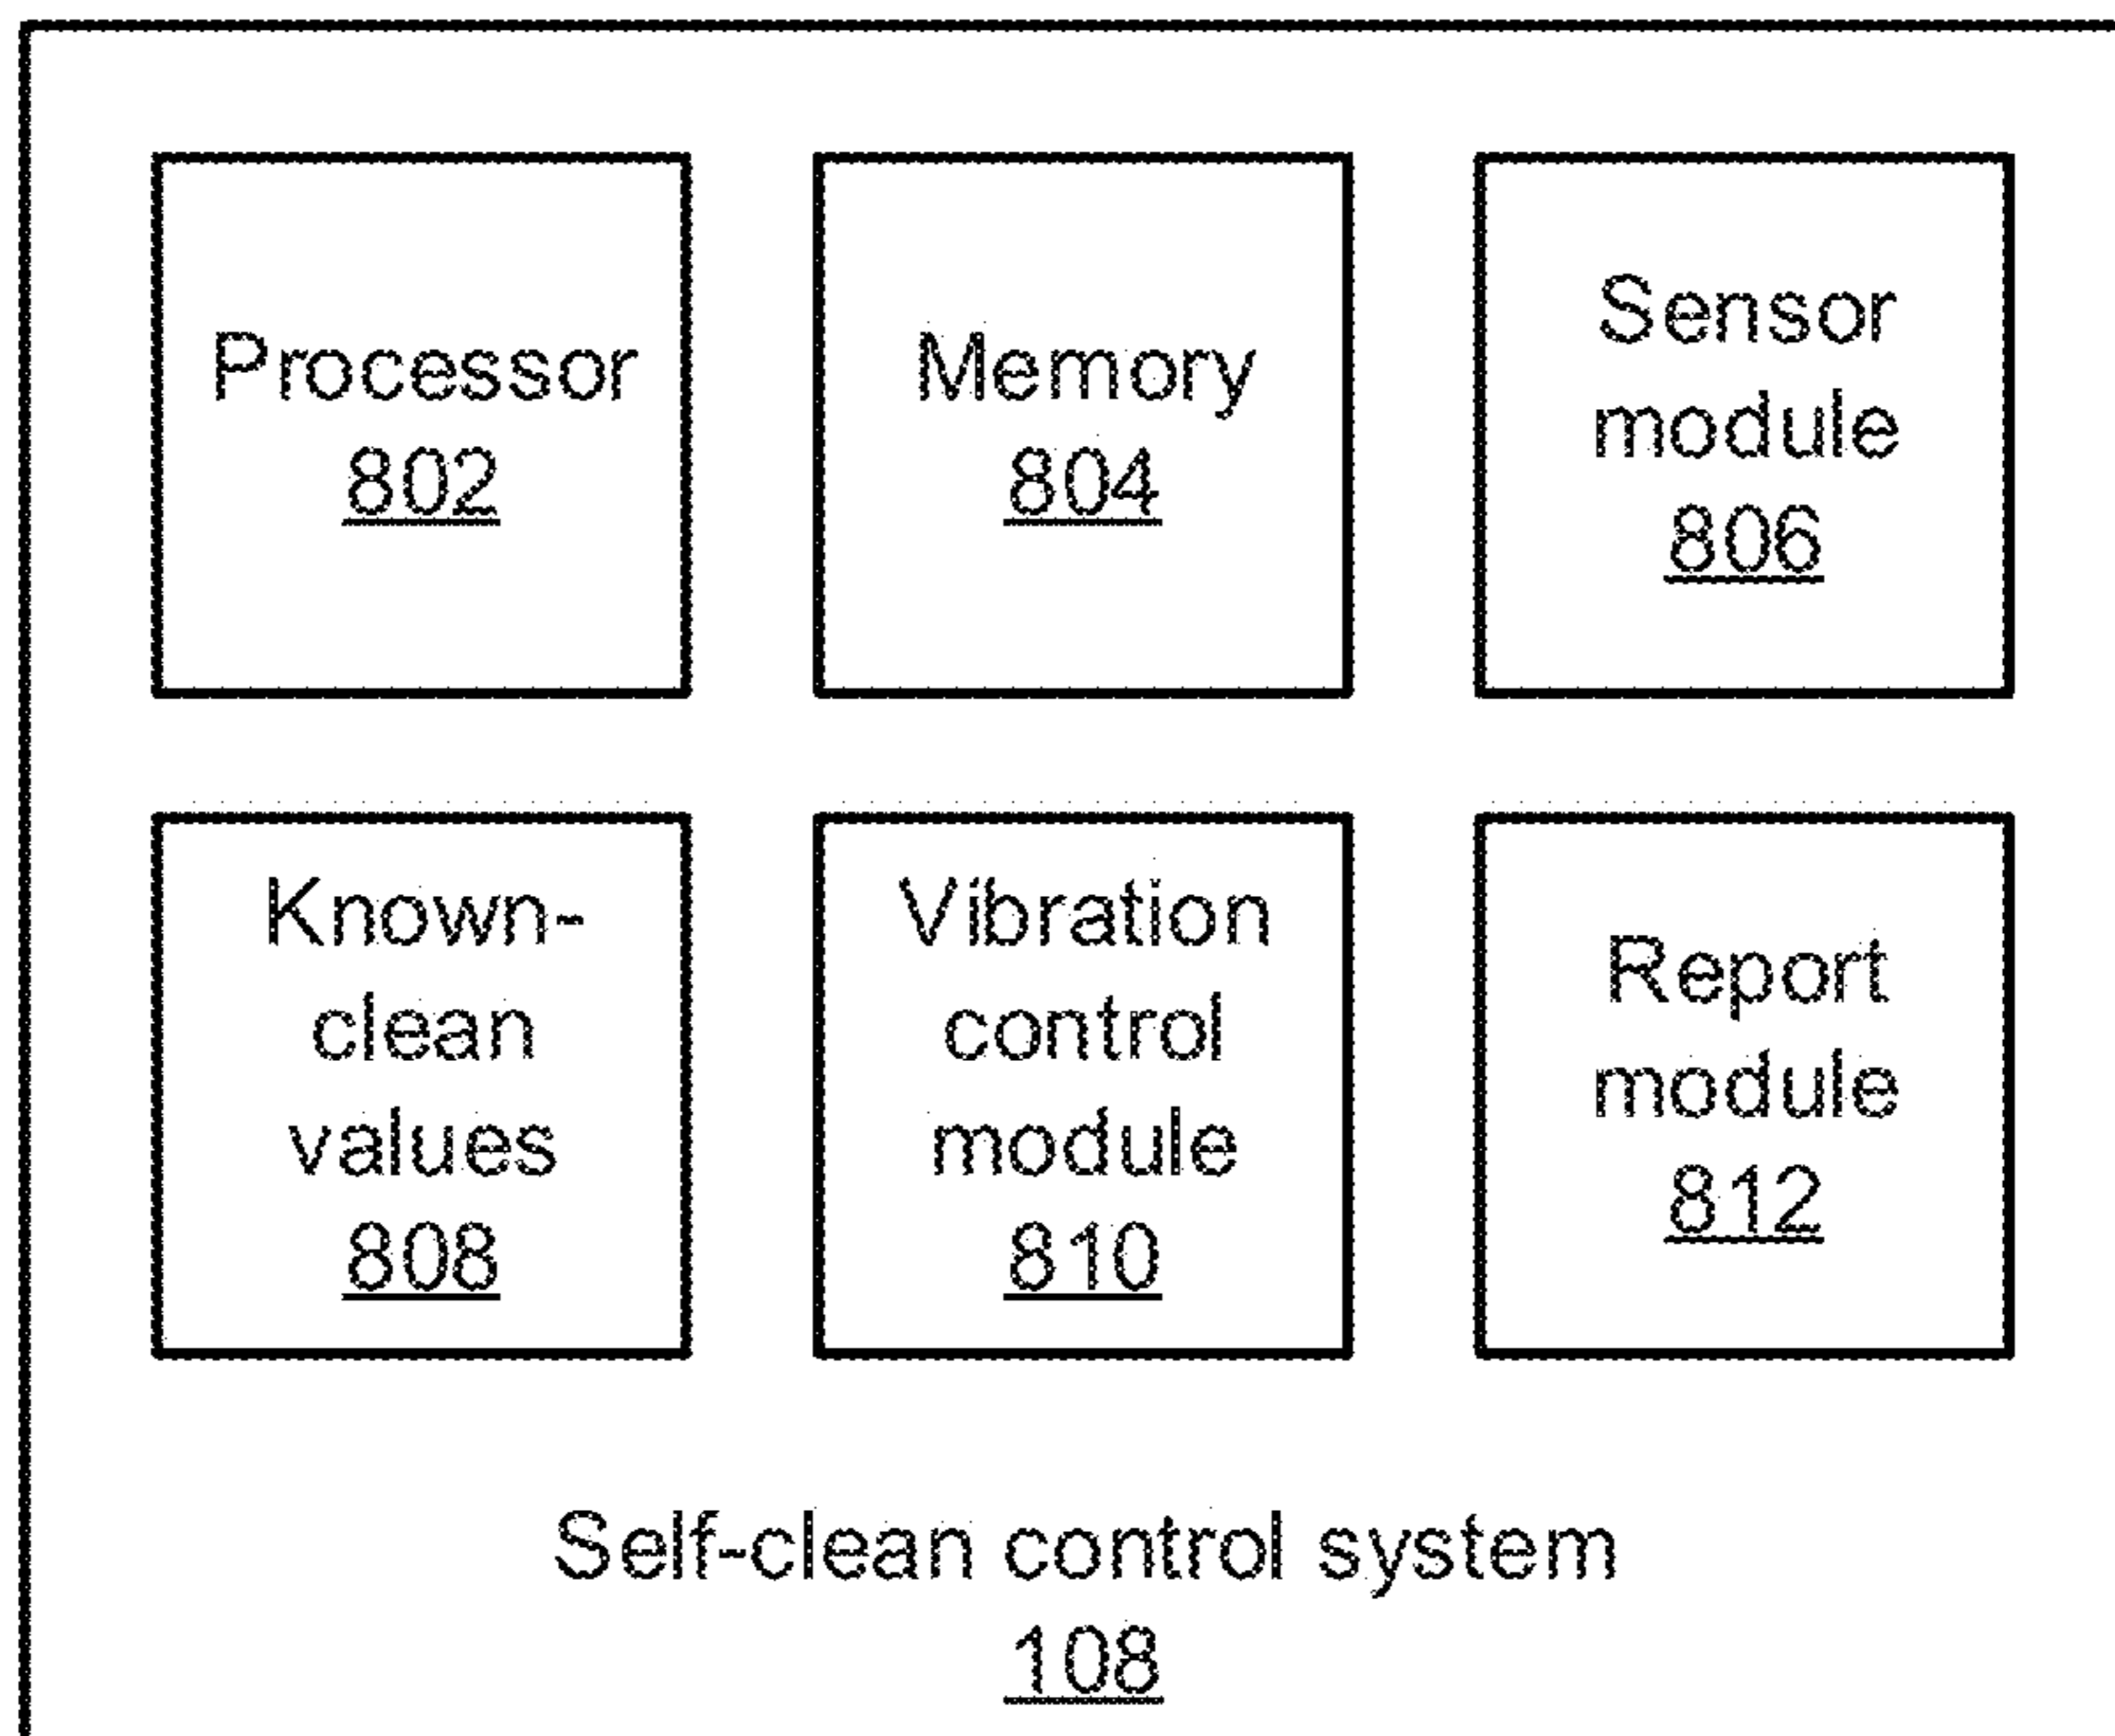 Processor
802
Memory
804
Sensor
module
806
Known-
clean
values
808
Vibration
control
module
810
Report
module
812
Self-clean control system
108